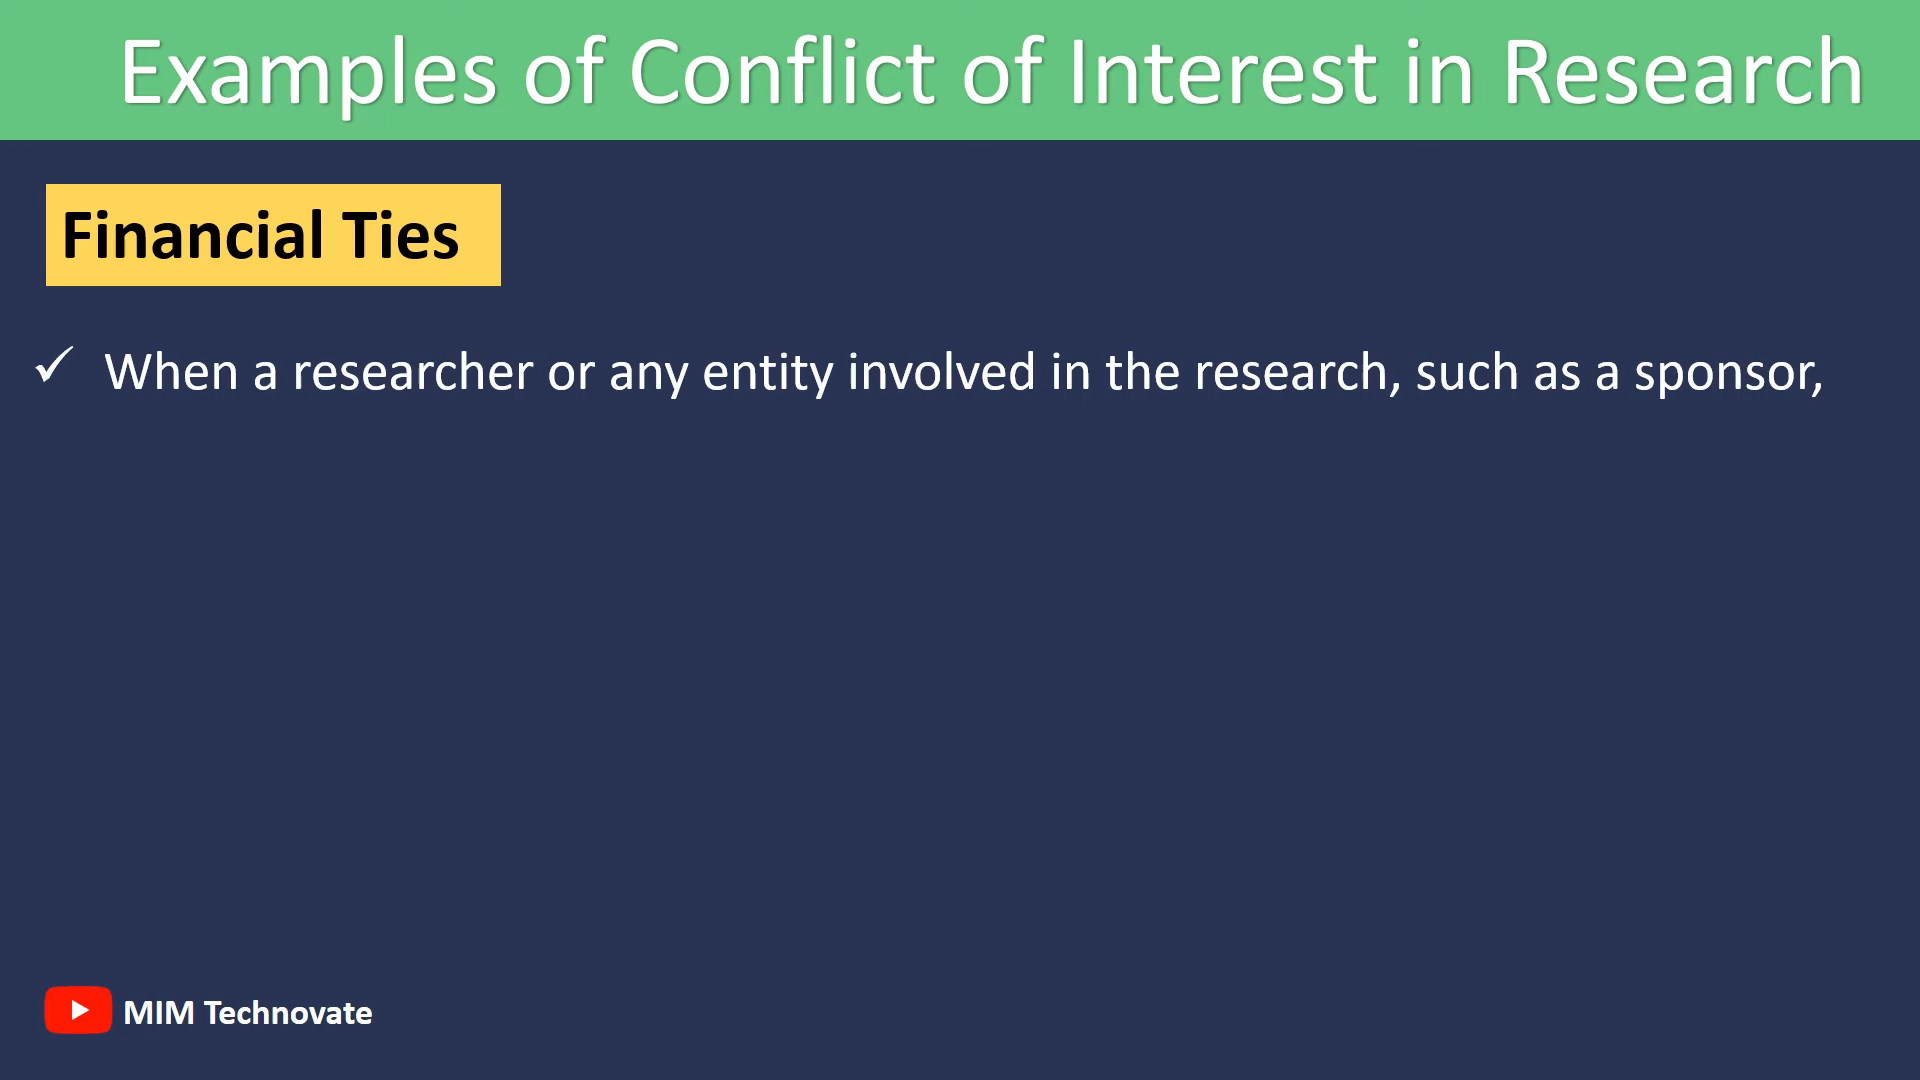 Examples of Conflict of Interest in Research
Financial Ties
✓ When a researcher or any entity involved in the research, such as a sponsor,
MIM Technovate